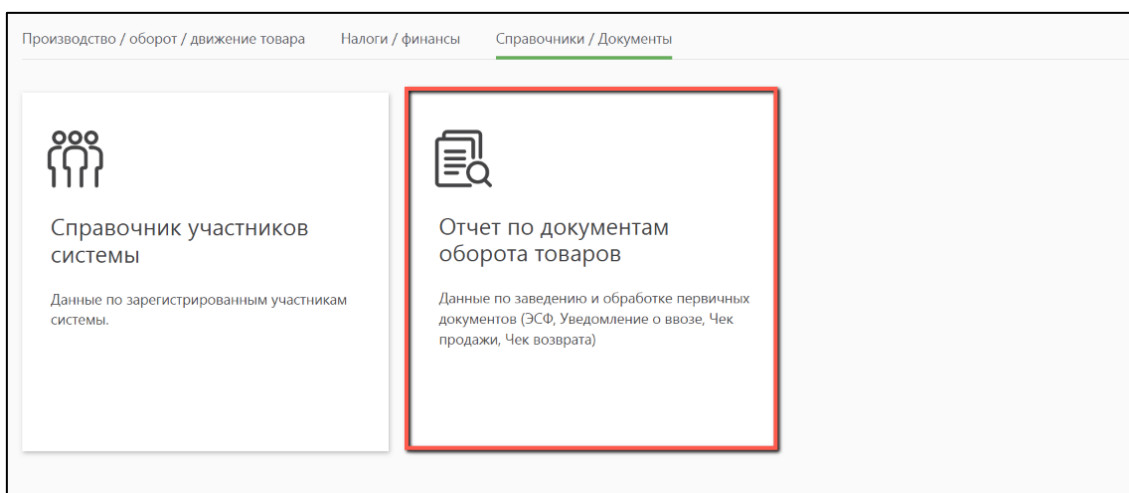 Производство / оборот / движение товара Налоги / финансы Справочники / Документы
Справочник участников
системы
Данные по зарегистрированным участникам
системы.
Отчет по документам
оборота товаров
Данные по заведению и обработке первичных
документов (ЭСФ, Уведомление о ввозе, Чек
продажи, Чек возврата)